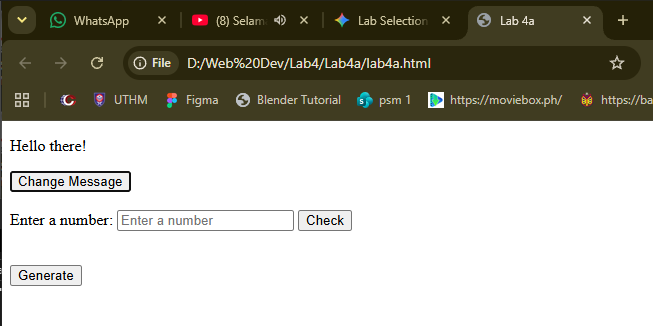 WhatsApp
(8) Selam
Lab Selection
Lab 4a
File
D:/Web%20Dev/Lab4/Lab4a/lab4a.html
UTHM
Figma
Blender Tutorial
psm 1
https://moviebox.ph/
https://ba
Hello there!
Change Message
Enter a number: Enter a number Check
Generate